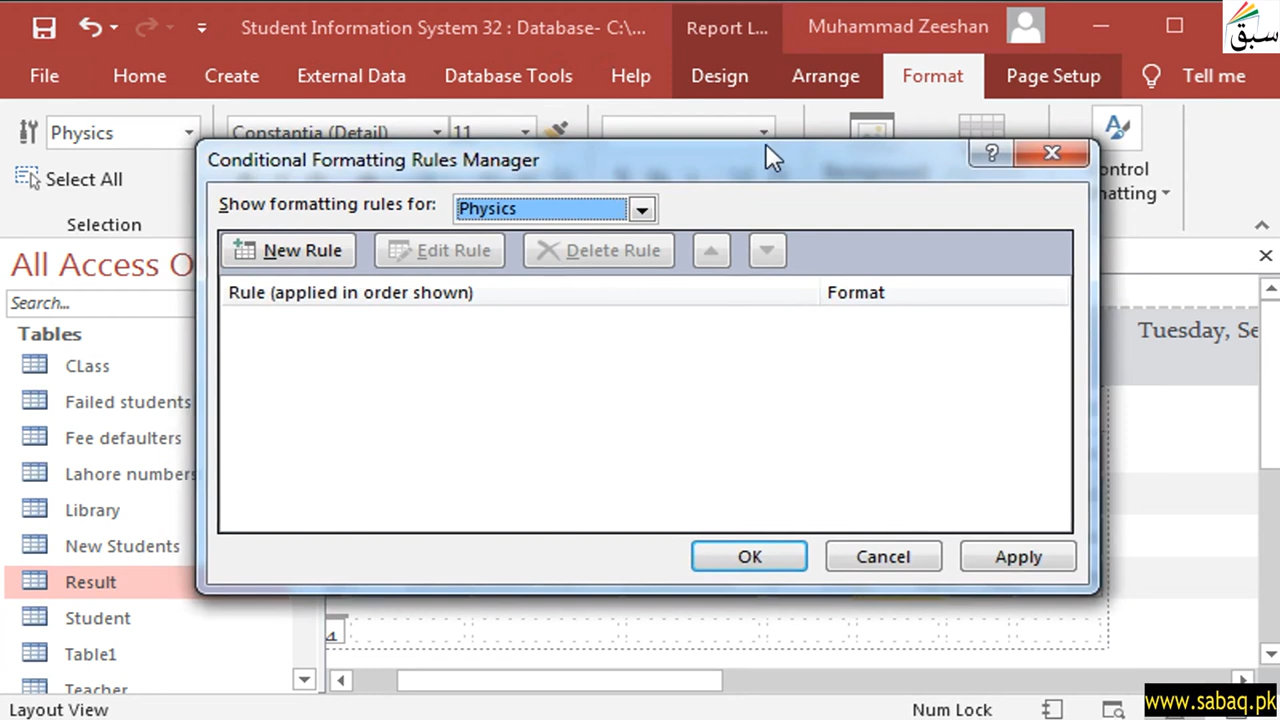 Student Information System 32 : Database- C:\...
Report L...
Muhammad Zeeshan
سبق
File
Home
Create
External Data
Database Tools
Help
Design
Arrange
Format
Page Setup
Tell me
Physics
Constantia (Detail)
11
Select All
Selection
Conditional Formatting Rules Manager
Show formatting rules for:
Physics
New Rule
Edit Rule
Delete Rule
Rule (applied in order shown)
Format
OK
Cancel
Apply
All Access O
Search...
Tables
CLass
Failed students
Fee defaulters
Lahore numbers
Library
New Students
Result
Student
Table1
Teacher
Tuesday, Se
Layout View
Num Lock
www.sabaq.pk